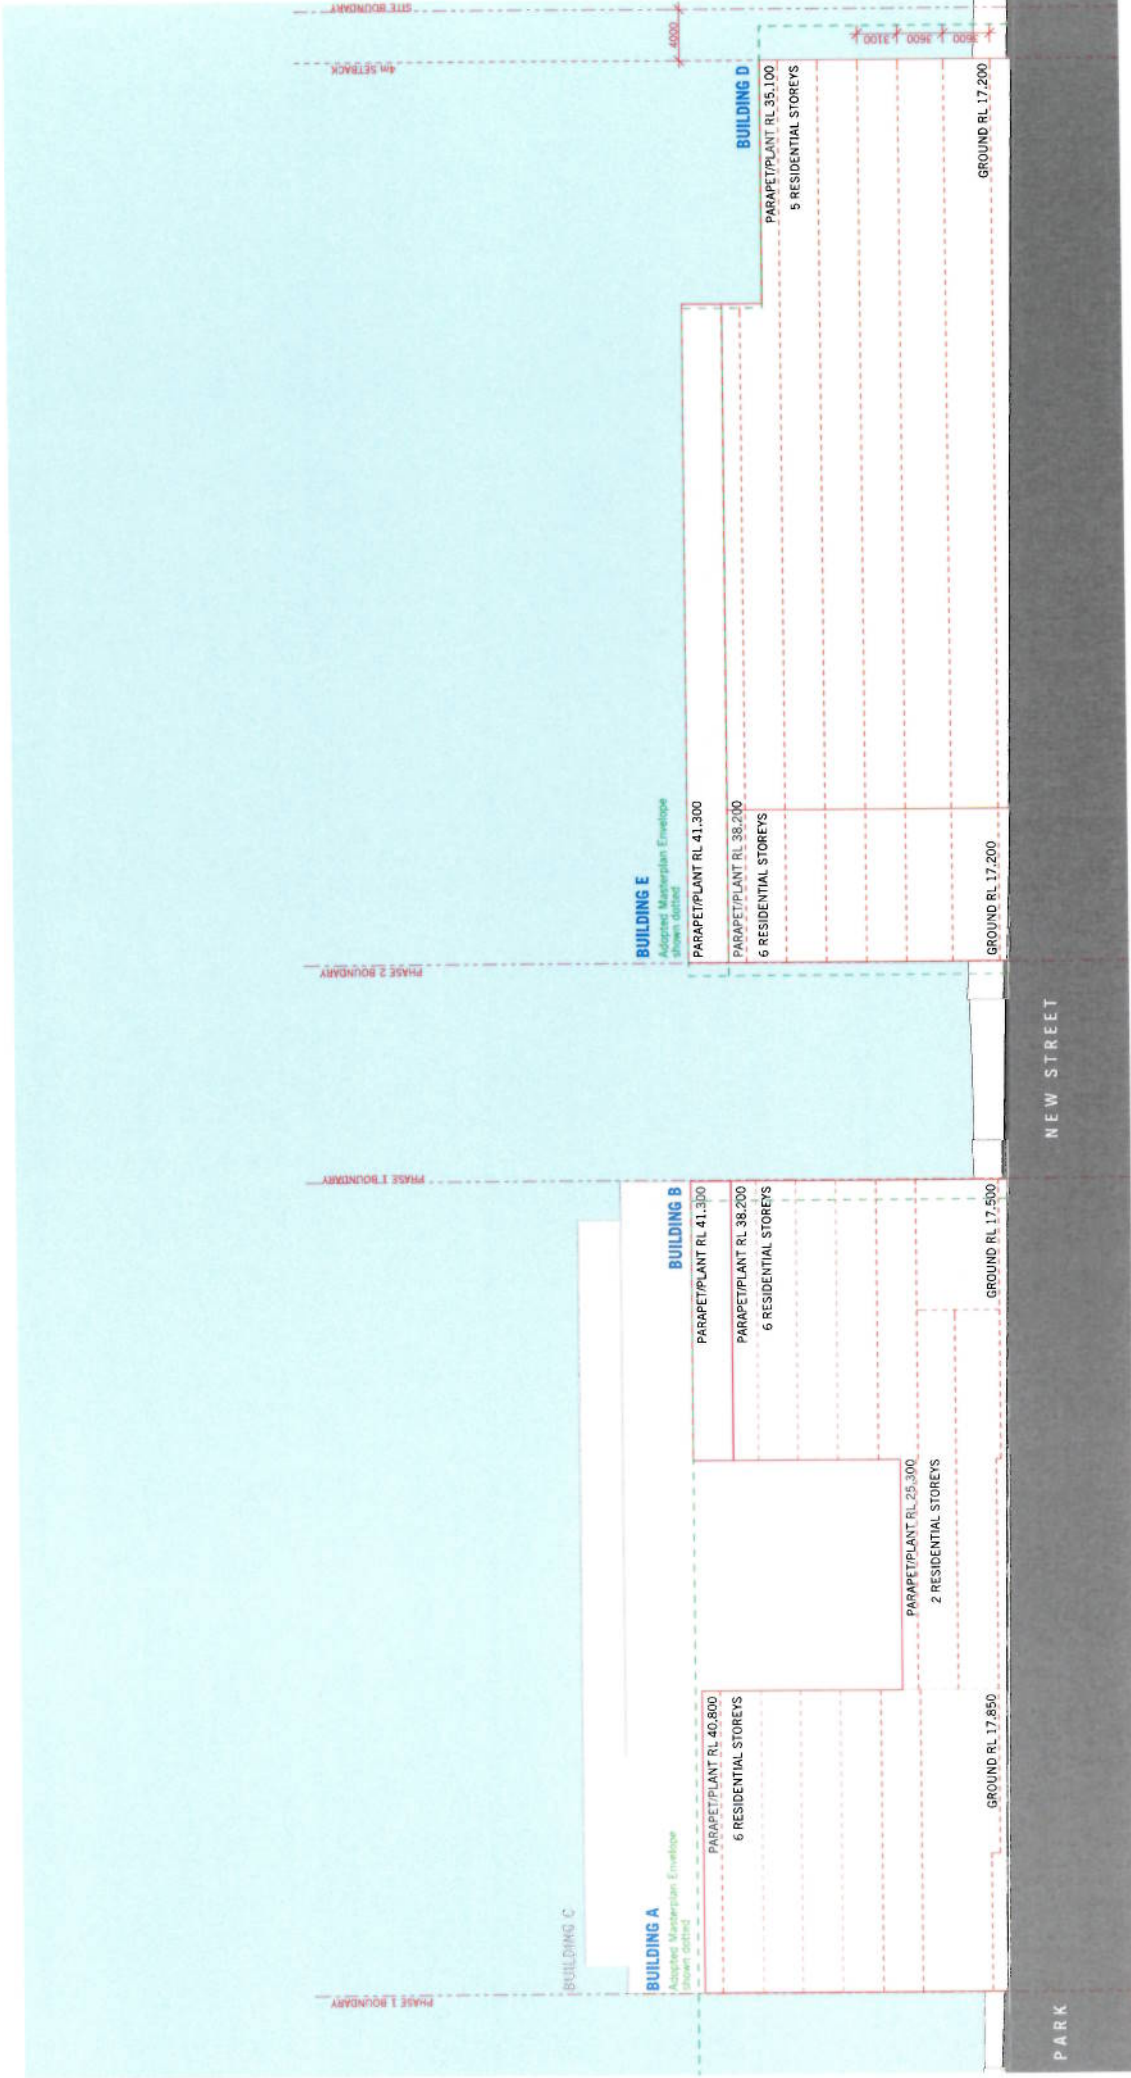 BUILDING C
BUILDING A
Adopted Masterplan Envelope
shown dotted
PARAPET/PLANT RL 40.800
6 RESIDENTIAL STOREYS
GROUND RL 17.850
PHASE 1 BOUNDARY
PARK
PARAPET/PLANT RL 25.300
2 RESIDENTIAL STOREYS
BUILDING B
PARAPET/PLANT RL 41.300
PARAPET/PLANT RL 38.200
6 RESIDENTIAL STOREYS
GROUND RL 17.500
PHASE 1 BOUNDARY
NEW STREET
PHASE 2 BOUNDARY
BUILDING E
Adopted Masterplan Envelope
shown dotted
PARAPET/PLANT RL 41.300
PARAPET/PLANT RL 38.200
6 RESIDENTIAL STOREYS
GROUND RL 17.200
BUILDING D
PARAPET/PLANT RL 35.100
5 RESIDENTIAL STOREYS
GROUND RL 17.200
4m SETBACK
SITE BOUNDARY
4000
3100
3600
3600